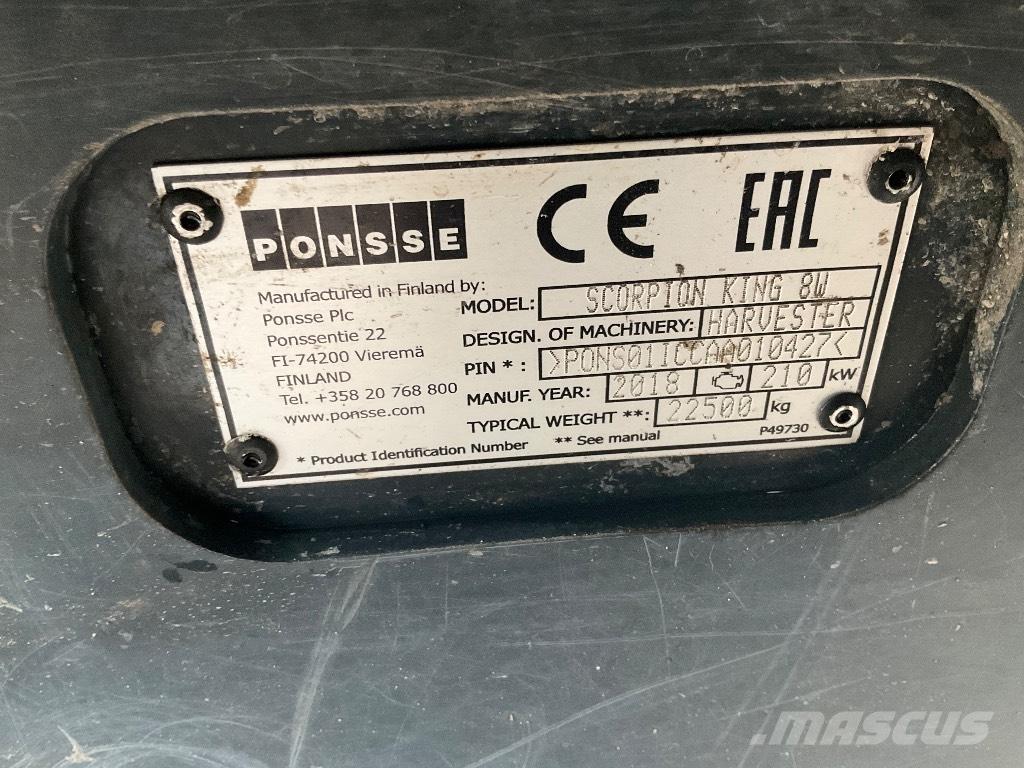 PONSSE CE EAC
Manufactured in Finland by:
Ponsse Plc
Ponssentie 22
FI-74200 Vieremä
FINLAND
Tel. +358 20 768 800
www.ponsse.com
MODEL: SCORPION KING 8W
DESIGN. OF MACHINERY: HARVESTER
PIN * : >PONS011CCAA010427<
MANUF. YEAR: 2018 210 kW
TYPICAL WEIGHT **: 22500 kg
* Product Identification Number ** See manual P49730
MASCUS